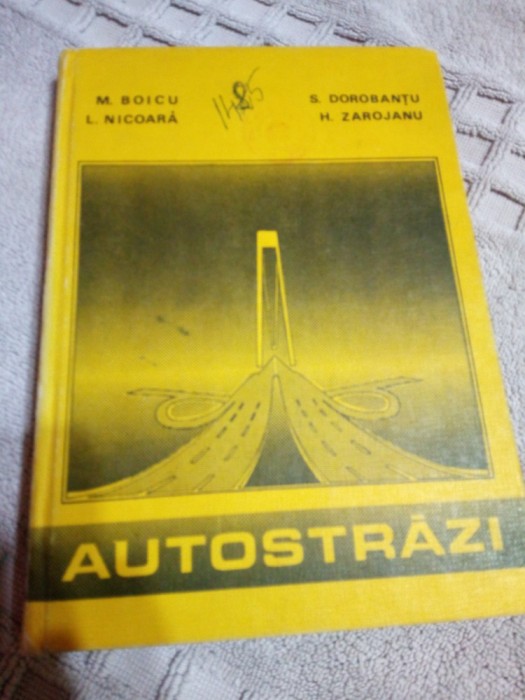 M. BOICU
L. NICOARĂ
S. DOROBANȚU
H. ZAROJANU
AUTOSTRĂZI